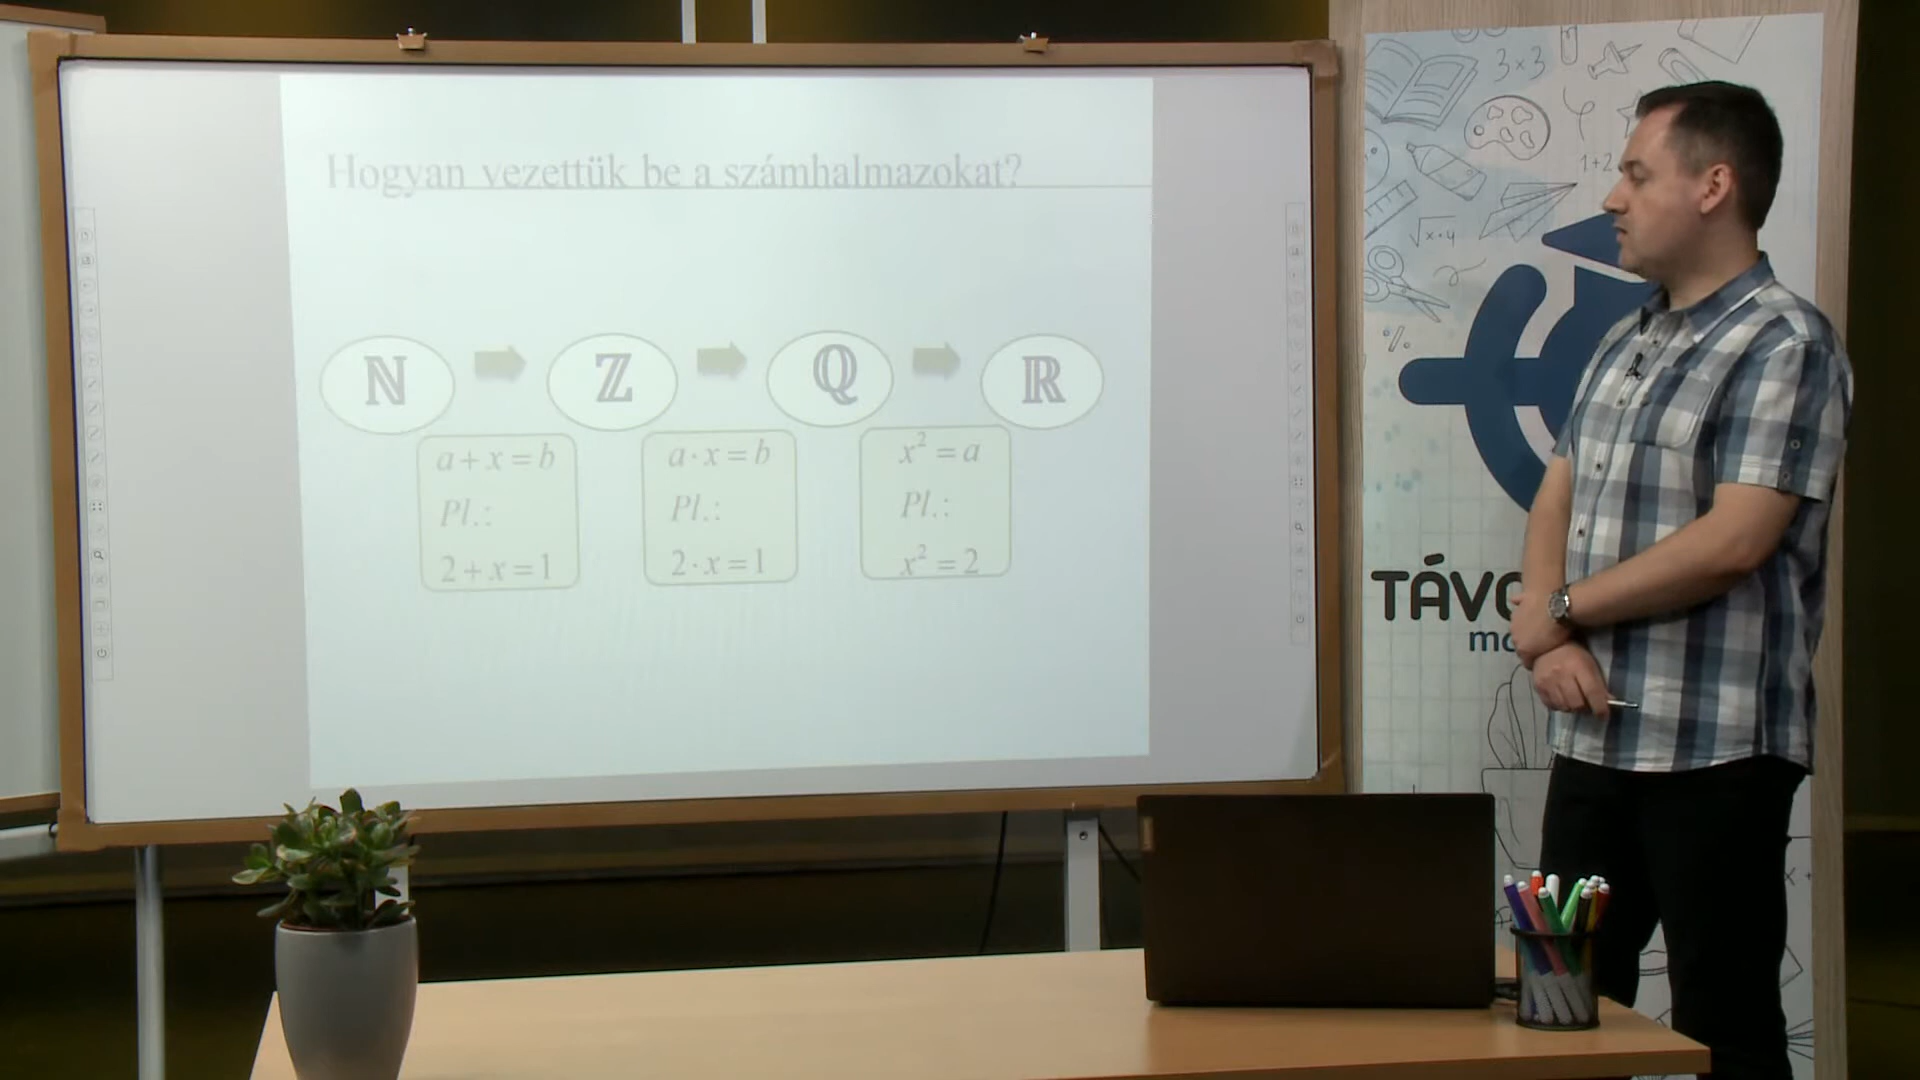 Hogyan vezettük be a számhalmazokat?
ℕ ℤ ℚ ℝ
a + x = b
Pl.:
2 + x = 1
a · x = b
Pl.:
2 · x = 1
x² = a
Pl.:
x² = 2
3×3
1+2
TÁV